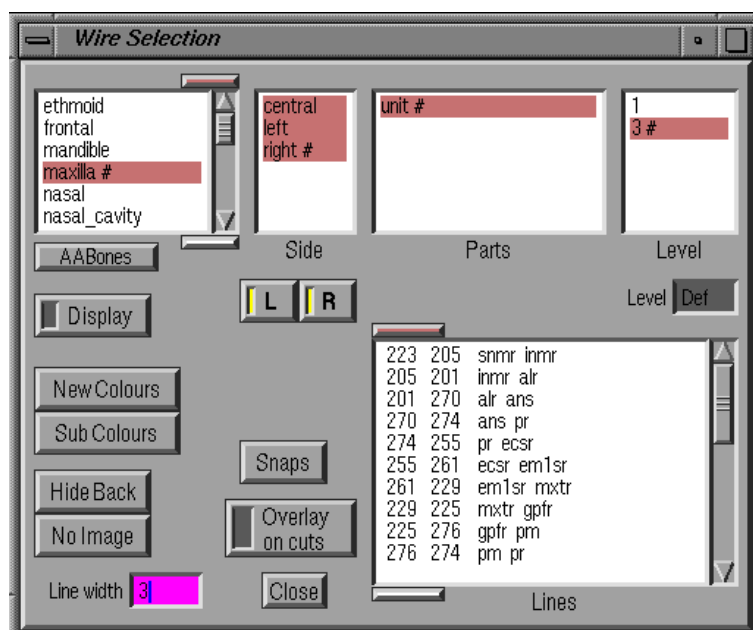 Wire Selection
ethmoid
frontal
mandible
maxilla #
nasal
nasal_cavity
AABones
central
left
right #
Side
unit #
Parts
1
3 #
Level
Display
L
R
Level Def
New Colours
Sub Colours
Hide Back
No Image
Line width 3
Snaps
Overlay
on cuts
Close
223 205 snmr inmr
205 201 inmr alr
201 270 alr ans
270 274 ans pr
274 255 pr ecsr
255 261 ecsr em1sr
261 229 em1sr mxtr
229 225 mxtr gpfr
225 276 gpfr pm
276 274 pm pr
Lines